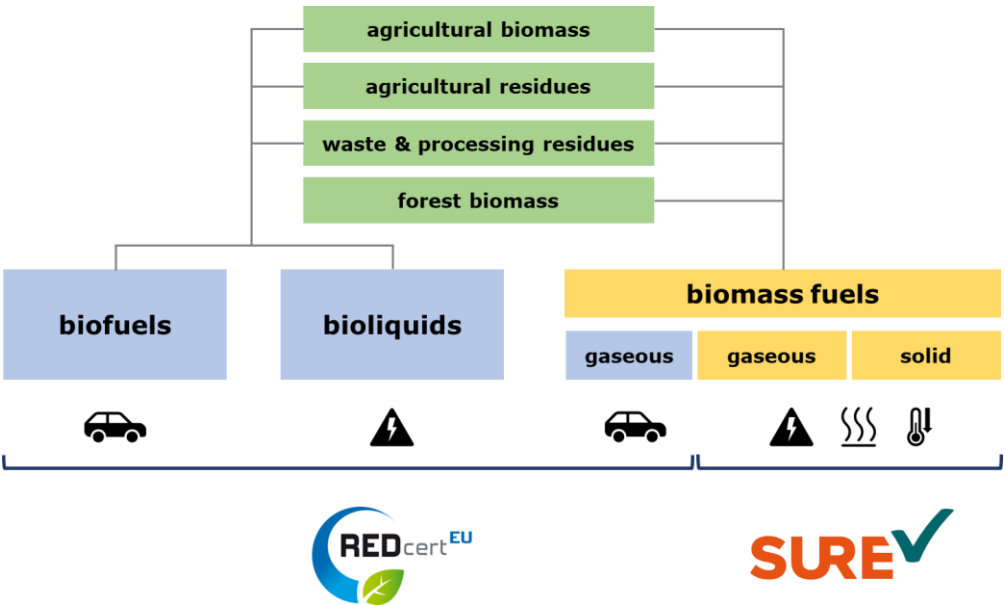 agricultural biomass
agricultural residues
waste & processing residues
forest biomass
biofuels
bioliquids
biomass fuels
gaseous
gaseous
solid
REDcert EU
SURE